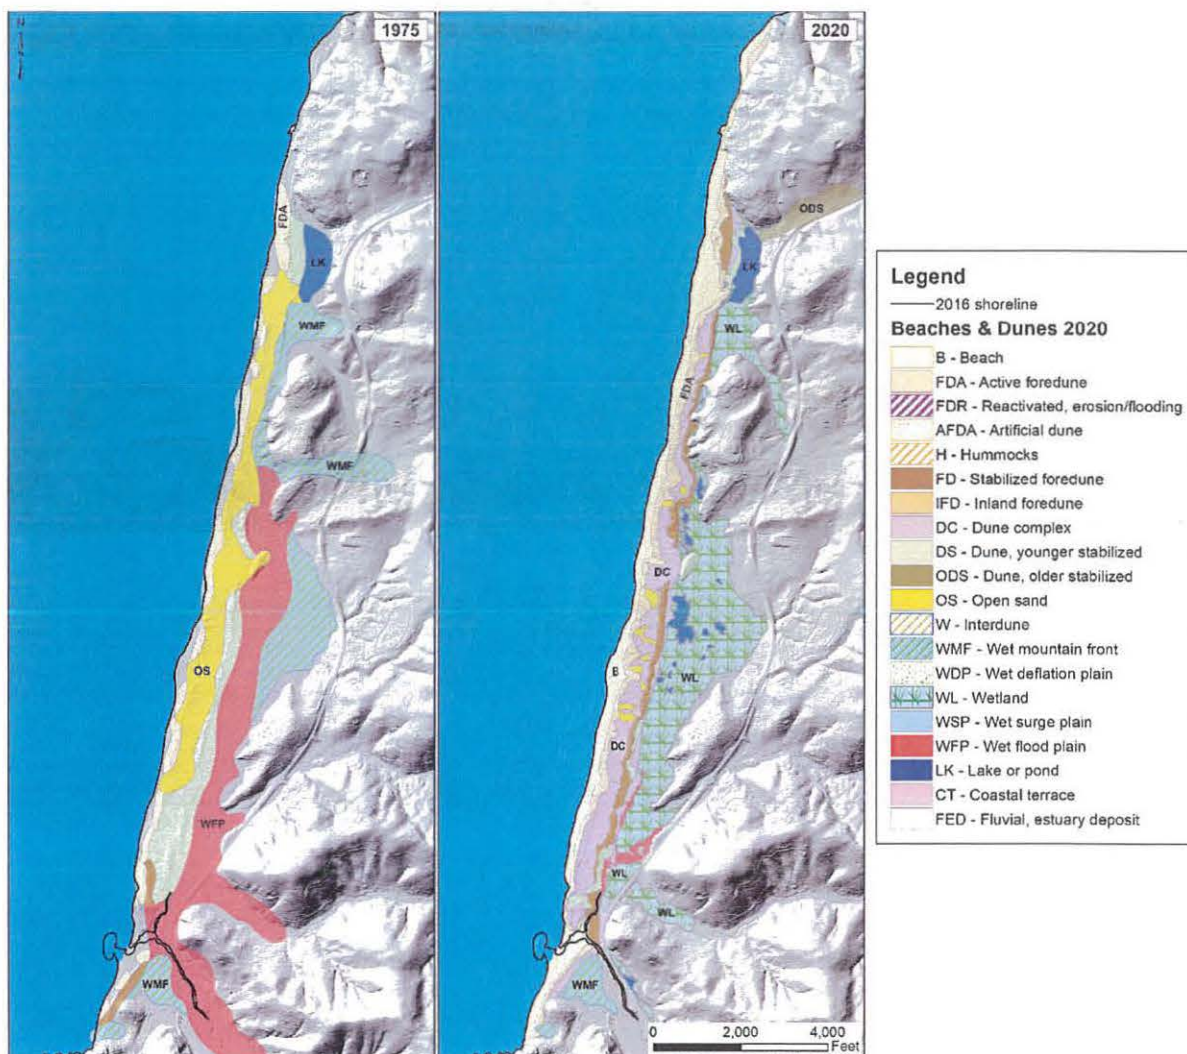 1975
FDA
LK
WMF
WMF
OS
WFP
WMF
2020
ODS
LK
WL
FDA
DC
B
WL
DC
WL
WL
WMF
0 2,000 4,000
Feet
Legend
2016 shoreline
Beaches & Dunes 2020
B - Beach
FDA - Active foredune
FDR - Reactivated, erosion/flooding
AFDA - Artificial dune
H - Hummocks
FD - Stabilized foredune
IFD - Inland foredune
DC - Dune complex
DS - Dune, younger stabilized
ODS - Dune, older stabilized
OS - Open sand
W - Interdune
WMF - Wet mountain front
WDP - Wet deflation plain
WL - Wetland
WSP - Wet surge plain
WFP - Wet flood plain
LK - Lake or pond
CT - Coastal terrace
FED - Fluvial, estuary deposit